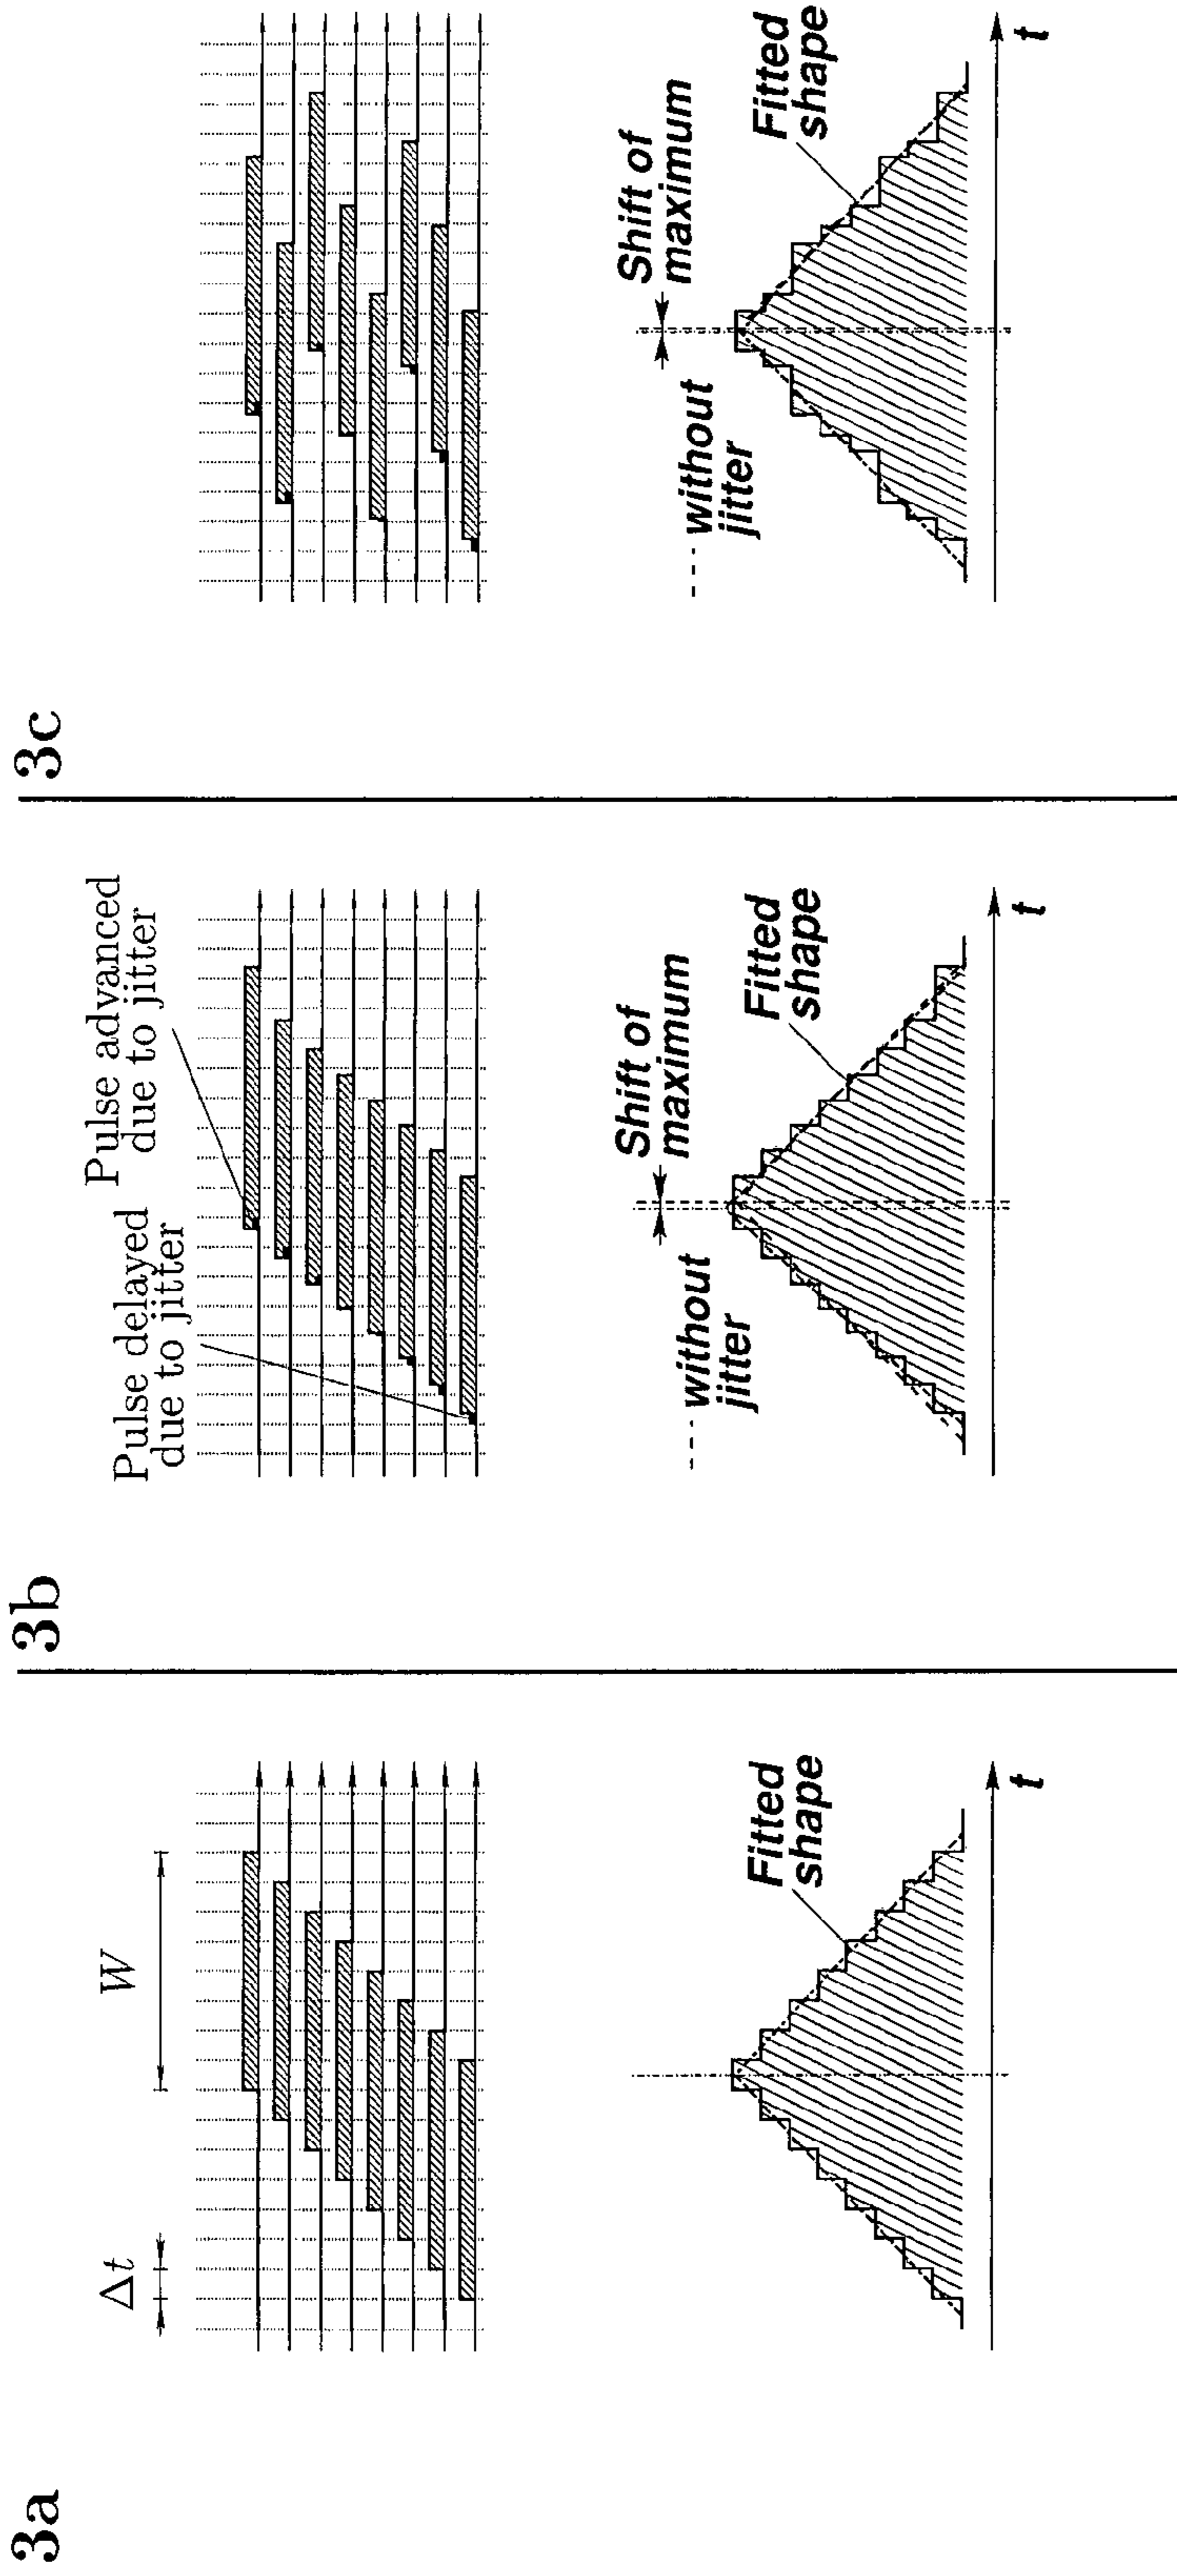 3a
Δt
W
Fitted
shape
t
3b
Pulse delayed
due to jitter
Pulse advanced
due to jitter
without
jitter
Shift of
maximum
Fitted
shape
t
3c
without
jitter
Shift of
maximum
Fitted
shape
t